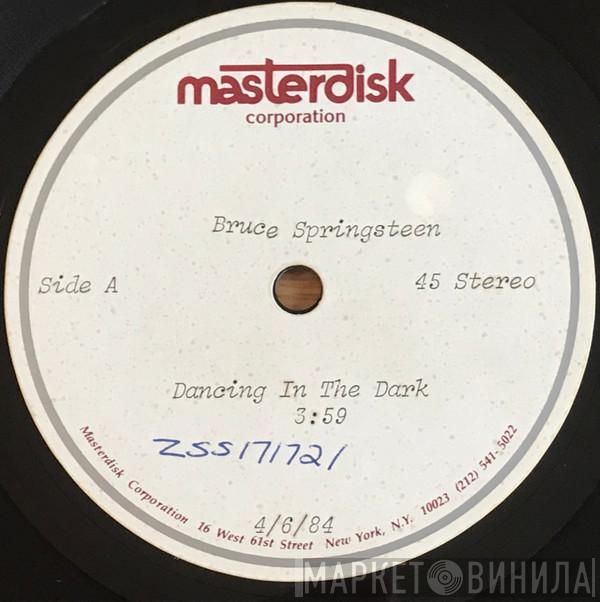 masterdisk
corporation
Bruce Springsteen
Side A
45 Stereo
Dancing In The Dark
3:59
ZSS171721
4/6/84
Masterdisk Corporation 16 West 61st Street New York, N.Y. 10023 (212) 541-5022
МАРКЕТ ВИНИЛА